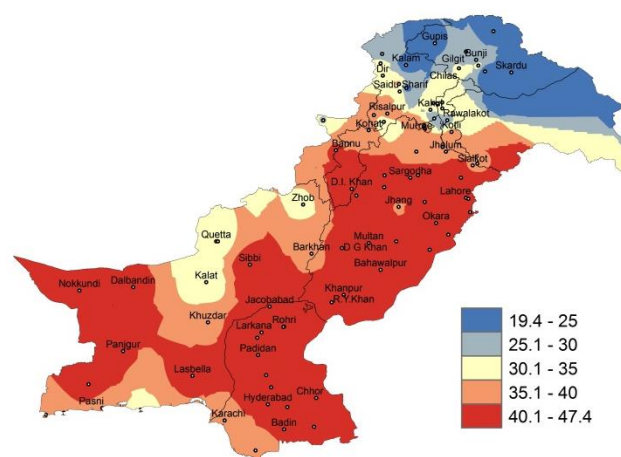 Gupis
Kalam
Bunji
Gilgit
Skardu
Dir
Chilas
Saidu Sharif
Kakul
Risalpur
Rawalakot
Kohat
Murree
Kotli
Bannu
Jhelum
Sialkot
Sargodha
D.I. Khan
Lahore
Zhob
Jhang
Okara
Quetta
Multan
Barkhan
D G Khan
Sibbi
Bahawalpur
Kalat
Nokkundi
Dalbandin
Khanpur
Jacobabad
R.Y.Khan
Khuzdar
Larkana
Rohri
Padidan
Panjgur
Lasbella
Chhor
Pasni
Hyderabad
Karachi
Badin
19.4 - 25
25.1 - 30
30.1 - 35
35.1 - 40
40.1 - 47.4